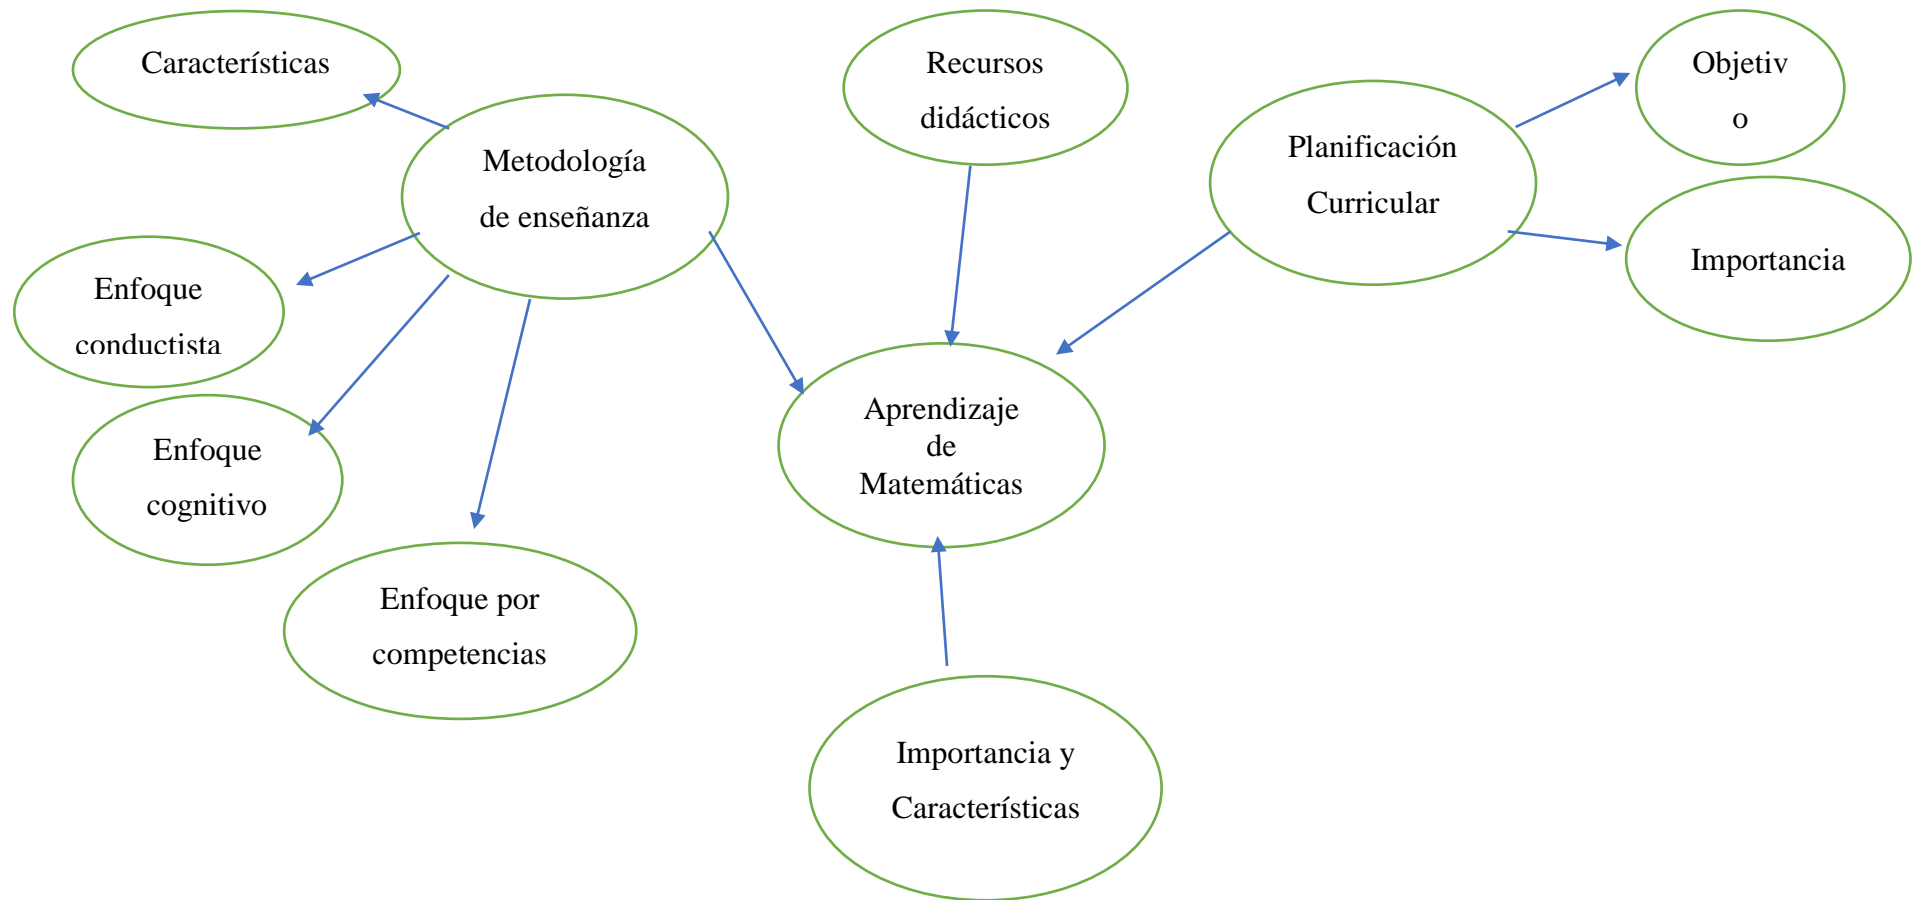 Características
Recursos
didácticos
Objetiv
o
Metodología
de enseñanza
Planificación
Curricular
Importancia
Enfoque
conductista
Aprendizaje
de
Matemáticas
Enfoque
cognitivo
Enfoque por
competencias
Importancia y
Características